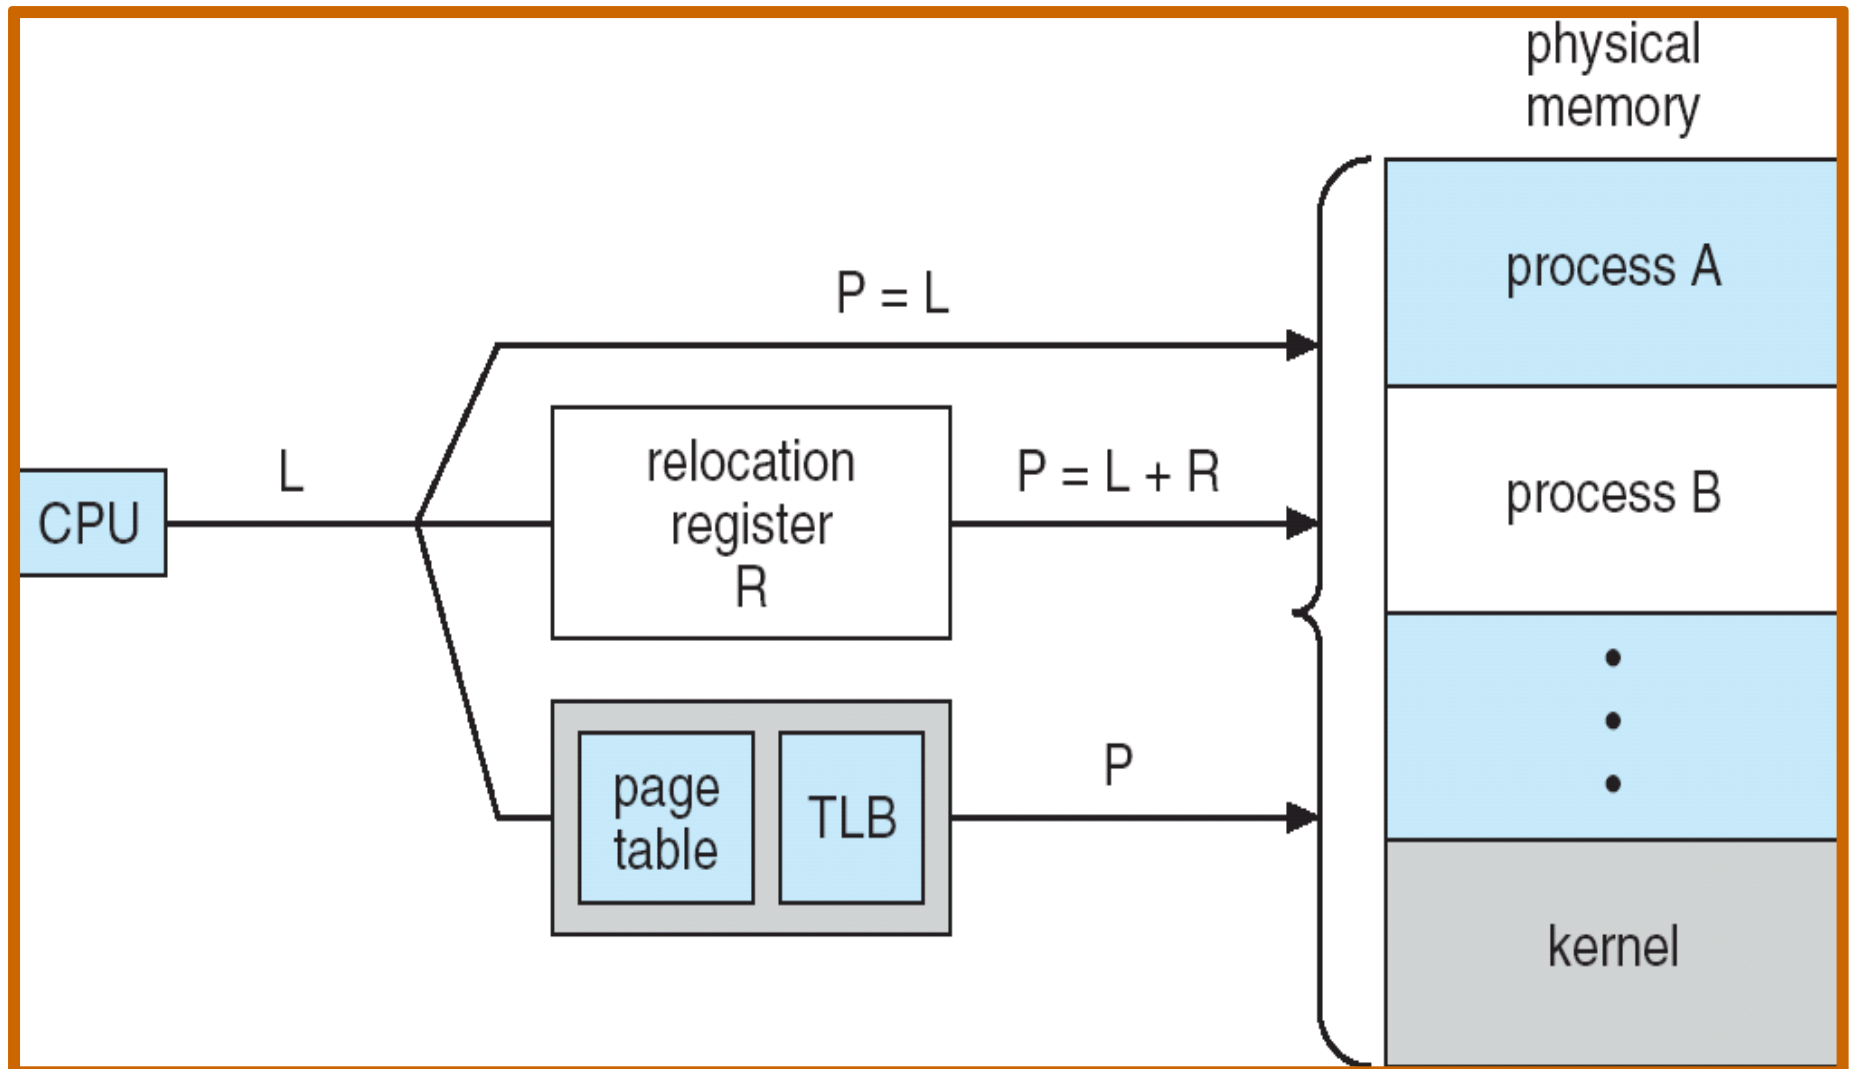 physical
memory
process A
P = L
L
relocation
register
R
P = L + R
process B
CPU
page
table
TLB
P
kernel